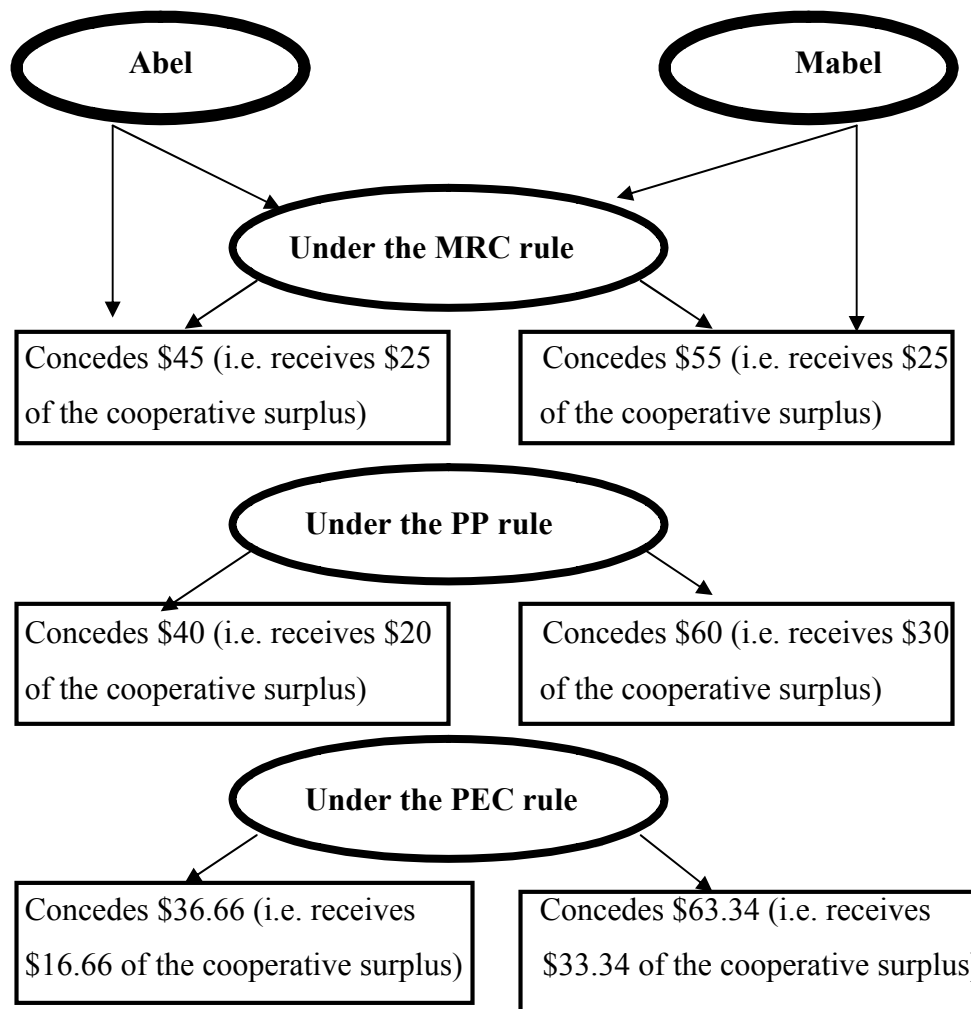 Abel
Mabel
Under the MRC rule
Concedes $45 (i.e. receives $25
of the cooperative surplus)
Concedes $55 (i.e. receives $25
of the cooperative surplus)
Under the PP rule
Concedes $40 (i.e. receives $20
of the cooperative surplus)
Concedes $60 (i.e. receives $30
of the cooperative surplus)
Under the PEC rule
Concedes $36.66 (i.e. receives
$16.66 of the cooperative surplus)
Concedes $63.34 (i.e. receives
$33.34 of the cooperative surplus)